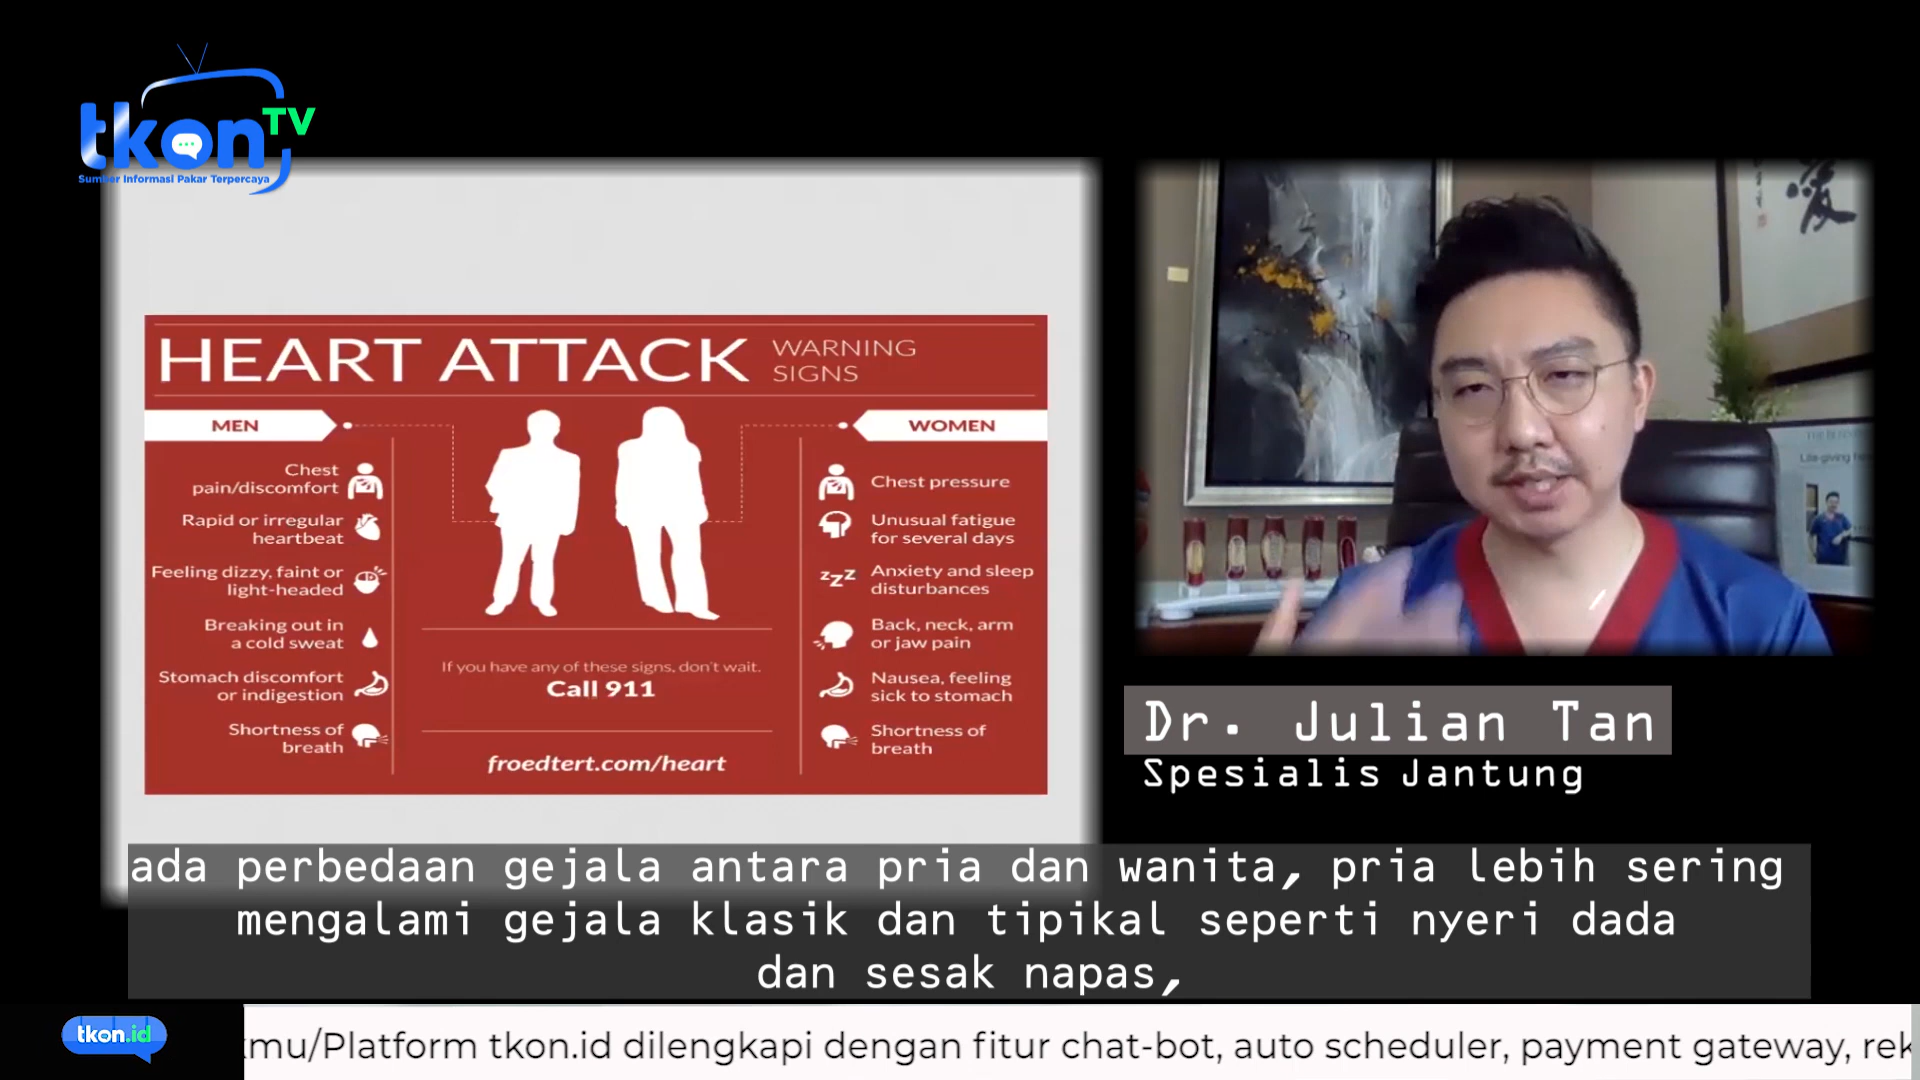 tkon TV
Sumber Informasi Pakar Terpercaya
HEART ATTACK
WARNING
SIGNS
MEN
Chest
pain/discomfort
Rapid or irregular
heartbeat
Feeling dizzy, faint or
light-headed
Breaking out in
a cold sweat
Stomach discomfort
or indigestion
Shortness of
breath
If you have any of these signs, don't wait.
Call 911
froedtert.com/heart
WOMEN
Chest pressure
Unusual fatigue
for several days
zzZ
Anxiety and sleep
disturbances
Back, neck, arm
or jaw pain
Nausea, feeling
sick to stomach
Shortness of
breath
愛
Dr. Julian Tan
Spesialis Jantung
ada perbedaan gejala antara pria dan wanita, pria lebih sering
mengalami gejala klasik dan tipikal seperti nyeri dada
dan sesak napas,
tkon.id
kmu/Platform tkon.id dilengkapi dengan fitur chat-bot, auto scheduler, payment gateway, rek